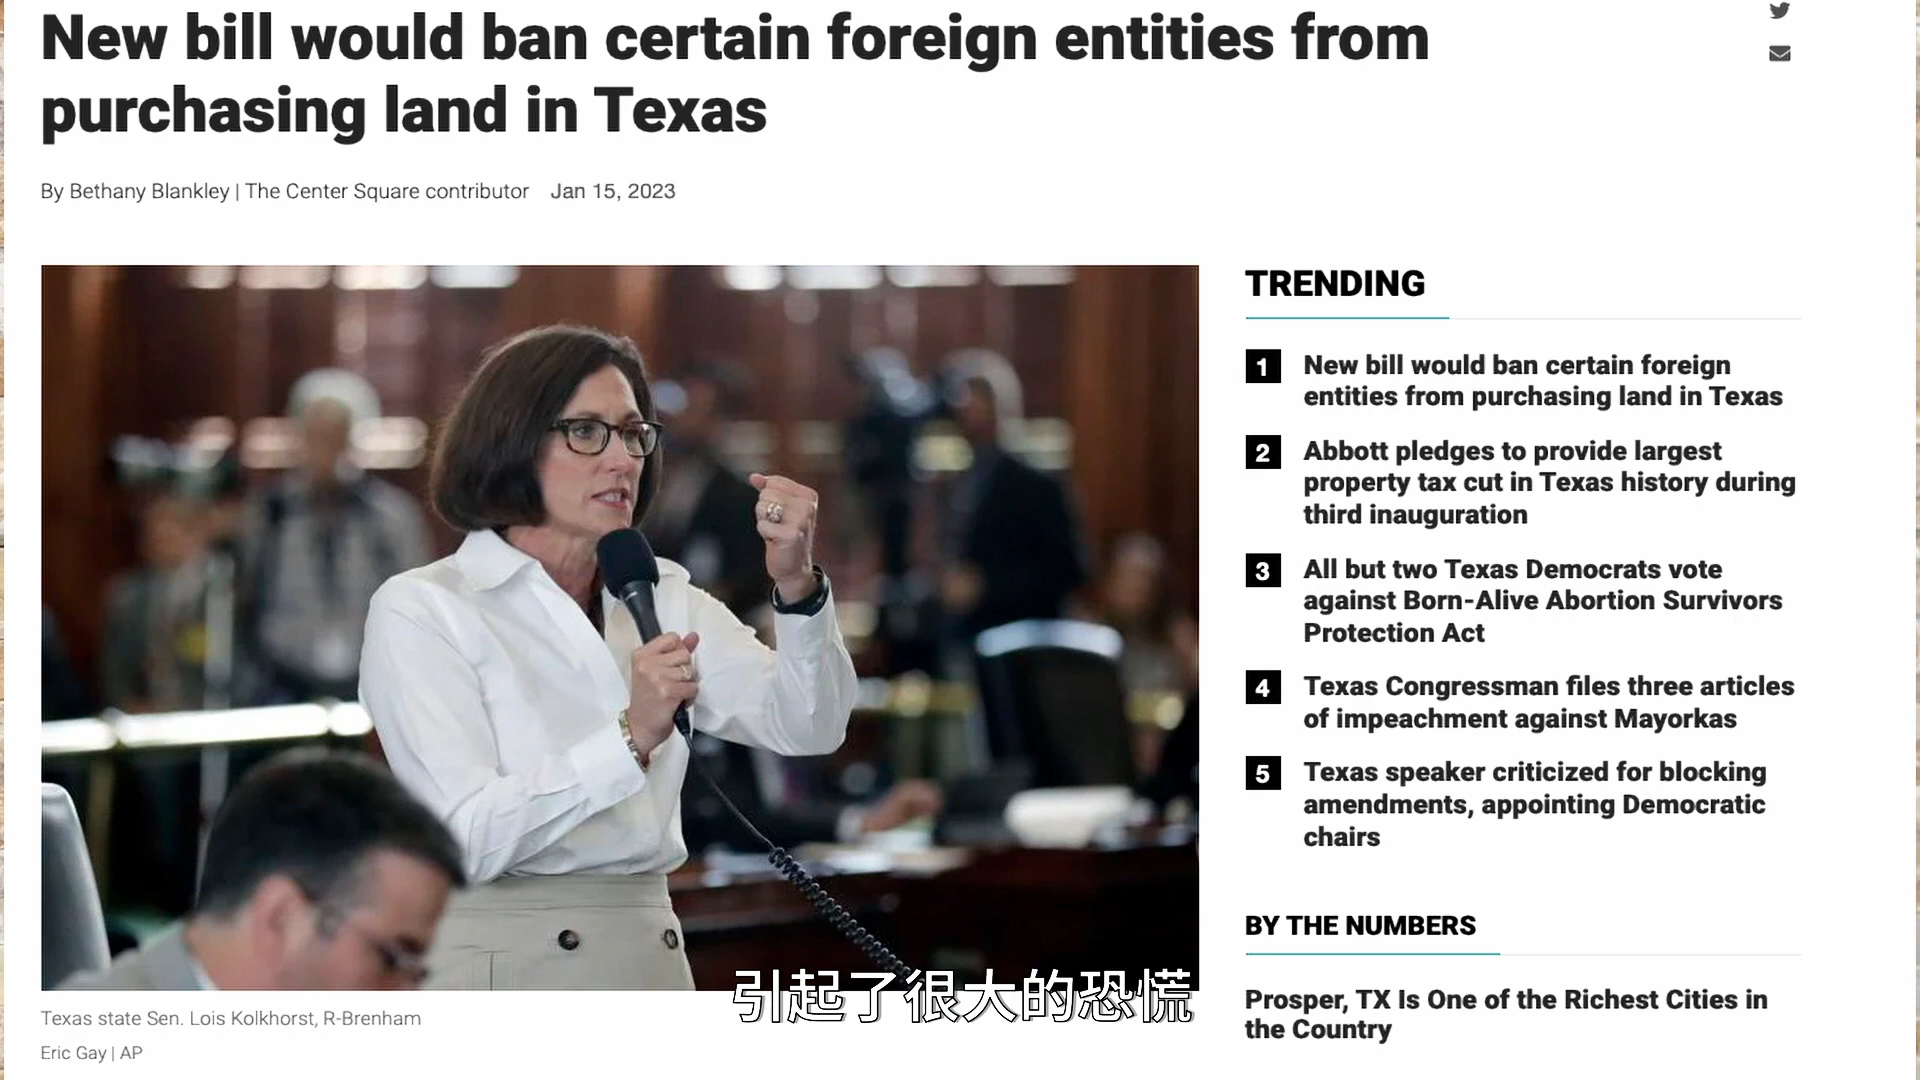 New bill would ban certain foreign entities from
purchasing land in Texas
By Bethany Blankley | The Center Square contributor Jan 15, 2023
TRENDING
1 New bill would ban certain foreign
entities from purchasing land in Texas
2 Abbott pledges to provide largest
property tax cut in Texas history during
third inauguration
3 All but two Texas Democrats vote
against Born-Alive Abortion Survivors
Protection Act
4 Texas Congressman files three articles
of impeachment against Mayorkas
5 Texas speaker criticized for blocking
amendments, appointing Democratic
chairs
BY THE NUMBERS
Prosper, TX Is One of the Richest Cities in
the Country
引起了很大的恐慌
Texas state Sen. Lois Kolkhorst, R-Brenham
Eric Gay | AP